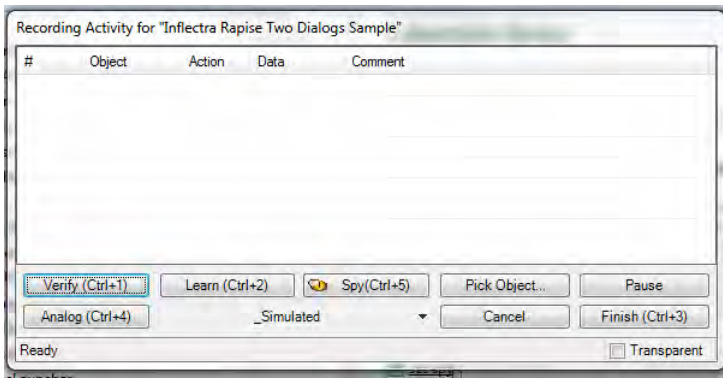 Recording Activity for "Inflectra Rapise Two Dialogs Sample"
# Object Action Data Comment
Verify (Ctrl+1) Learn (Ctrl+2) Spy(Ctrl+5) Pick Object... Pause
Analog (Ctrl+4) _Simulated Cancel Finish (Ctrl+3)
Ready Transparent